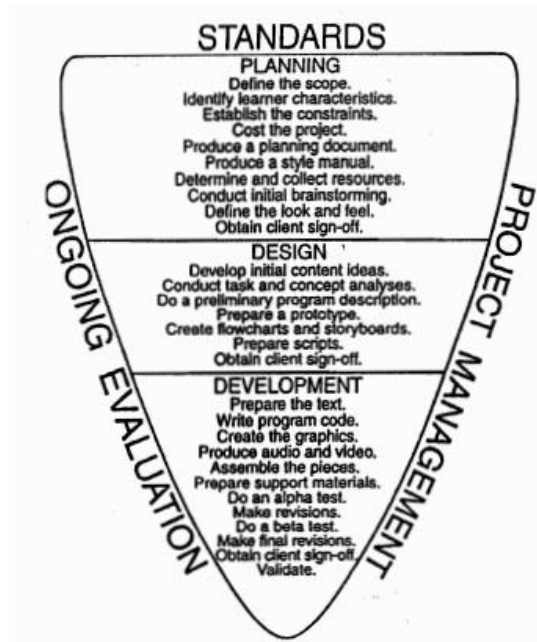 STANDARDS
PLANNING
Define the scope.
Identify learner characteristics.
Establish the constraints.
Cost the project.
Produce a planning document.
Produce a style manual.
Determine and collect resources.
Conduct initial brainstorming.
Define the look and feel.
Obtain client sign-off.
ONGOING EVALUATION
PROJECT MANAGEMENT
DESIGN
Develop initial content ideas.
Conduct task and concept analyses.
Do a preliminary program description.
Prepare a prototype.
Create flowcharts and storyboards.
Prepare scripts.
Obtain client sign-off.
DEVELOPMENT
Prepare the text.
Write program code.
Create the graphics.
Produce audio and video.
Assemble the pieces.
Prepare support materials.
Do an alpha test.
Make revisions.
Do a beta test.
Make final revisions.
Obtain client sign-off.
Validate.